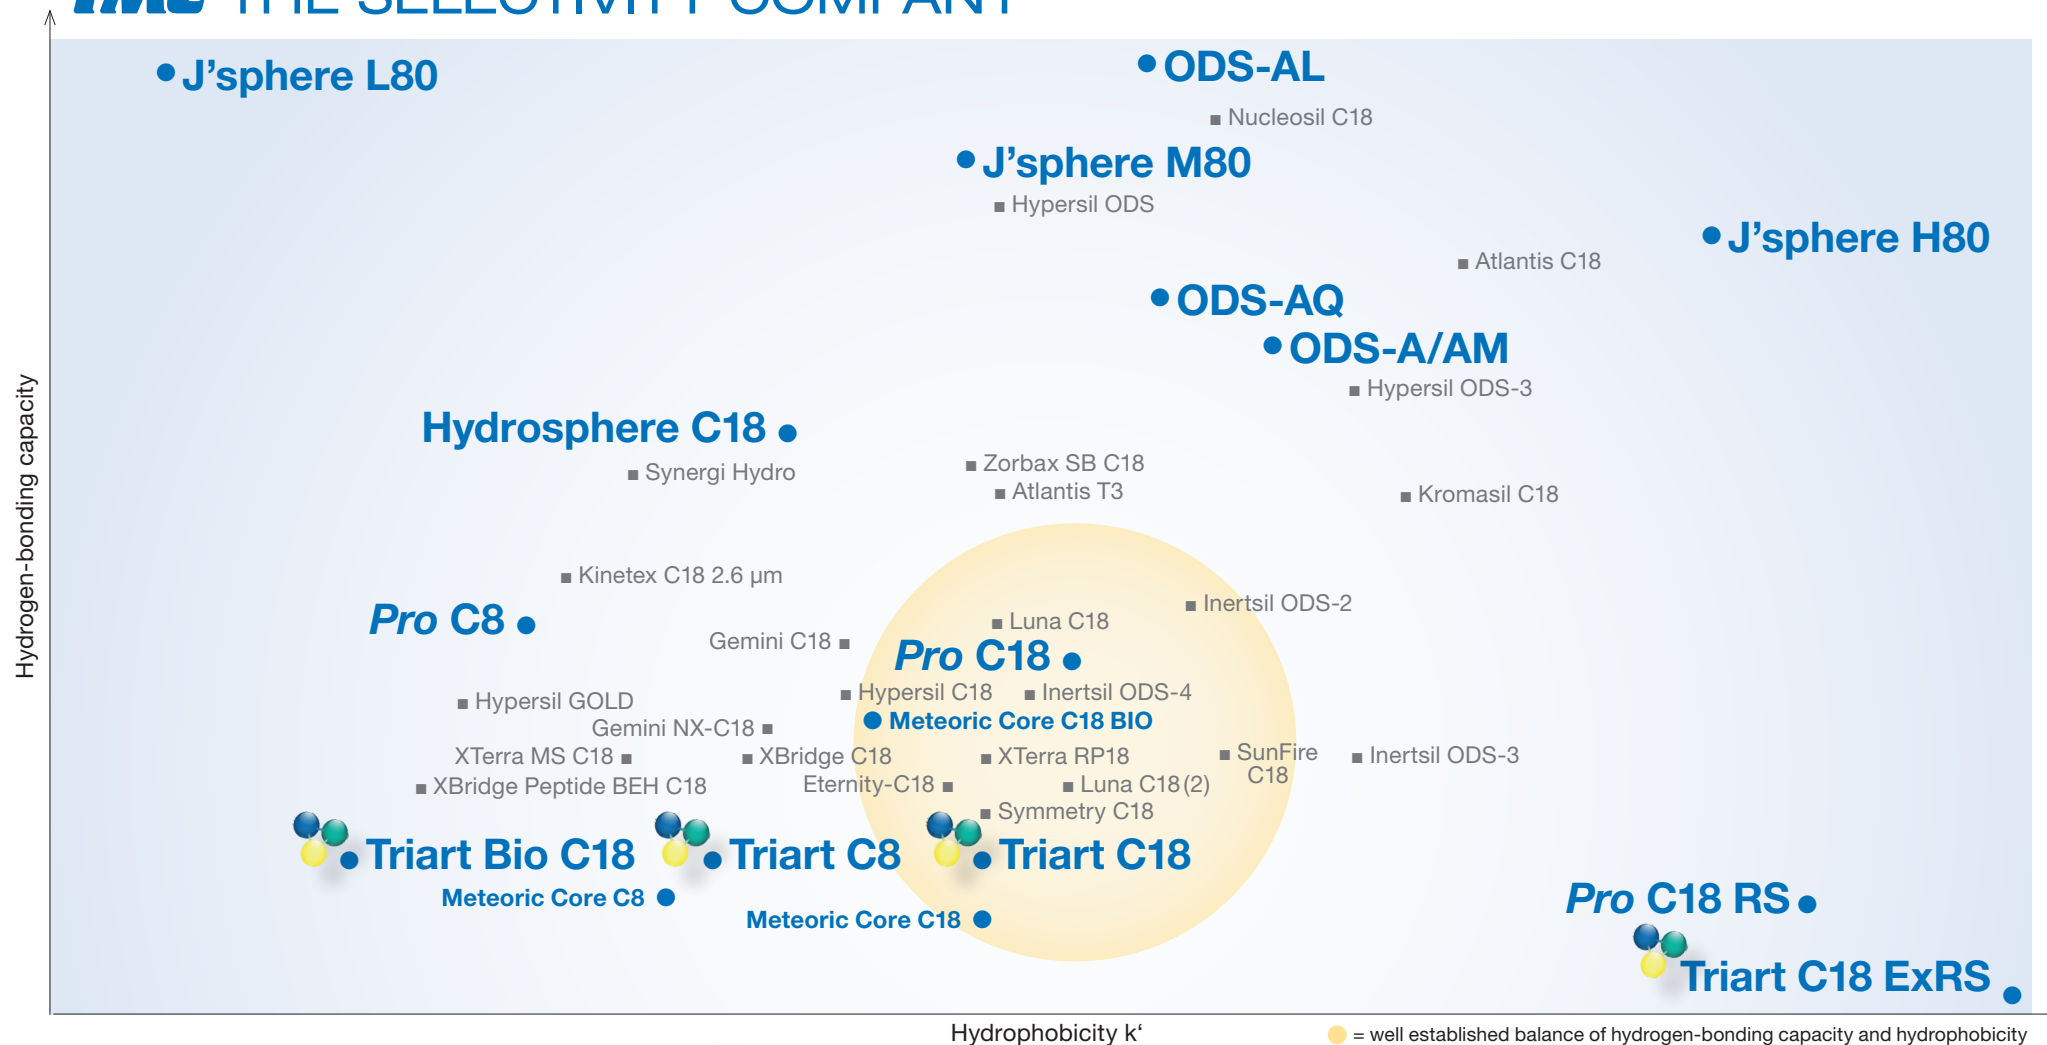 YMC THE SELECTIVITY COMPANY
J’sphere L80
ODS-AL
Nucleosil C18
J’sphere M80
Hypersil ODS
J’sphere H80
Atlantis C18
ODS-AQ
ODS-A/AM
Hypersil ODS-3
Hydrosphere C18
Zorbax SB C18
Synergi Hydro
Atlantis T3
Kromasil C18
Hydrogen-bonding capacity
Kinetex C18 2.6 µm
Inertsil ODS-2
Pro C8
Luna C18
Gemini C18
Pro C18
Hypersil C18
Inertsil ODS-4
Hypersil GOLD
Meteoric Core C18 BIO
Gemini NX-C18
XTerra MS C18
XBridge C18
XTerra RP18
SunFire
C18
Inertsil ODS-3
XBridge Peptide BEH C18
Eternity-C18
Luna C18(2)
Symmetry C18
Triart Bio C18
Triart C8
Triart C18
Meteoric Core C8
Meteoric Core C18
Pro C18 RS
Triart C18 ExRS
Hydrophobicity k‘
= well established balance of hydrogen-bonding capacity and hydrophobicity